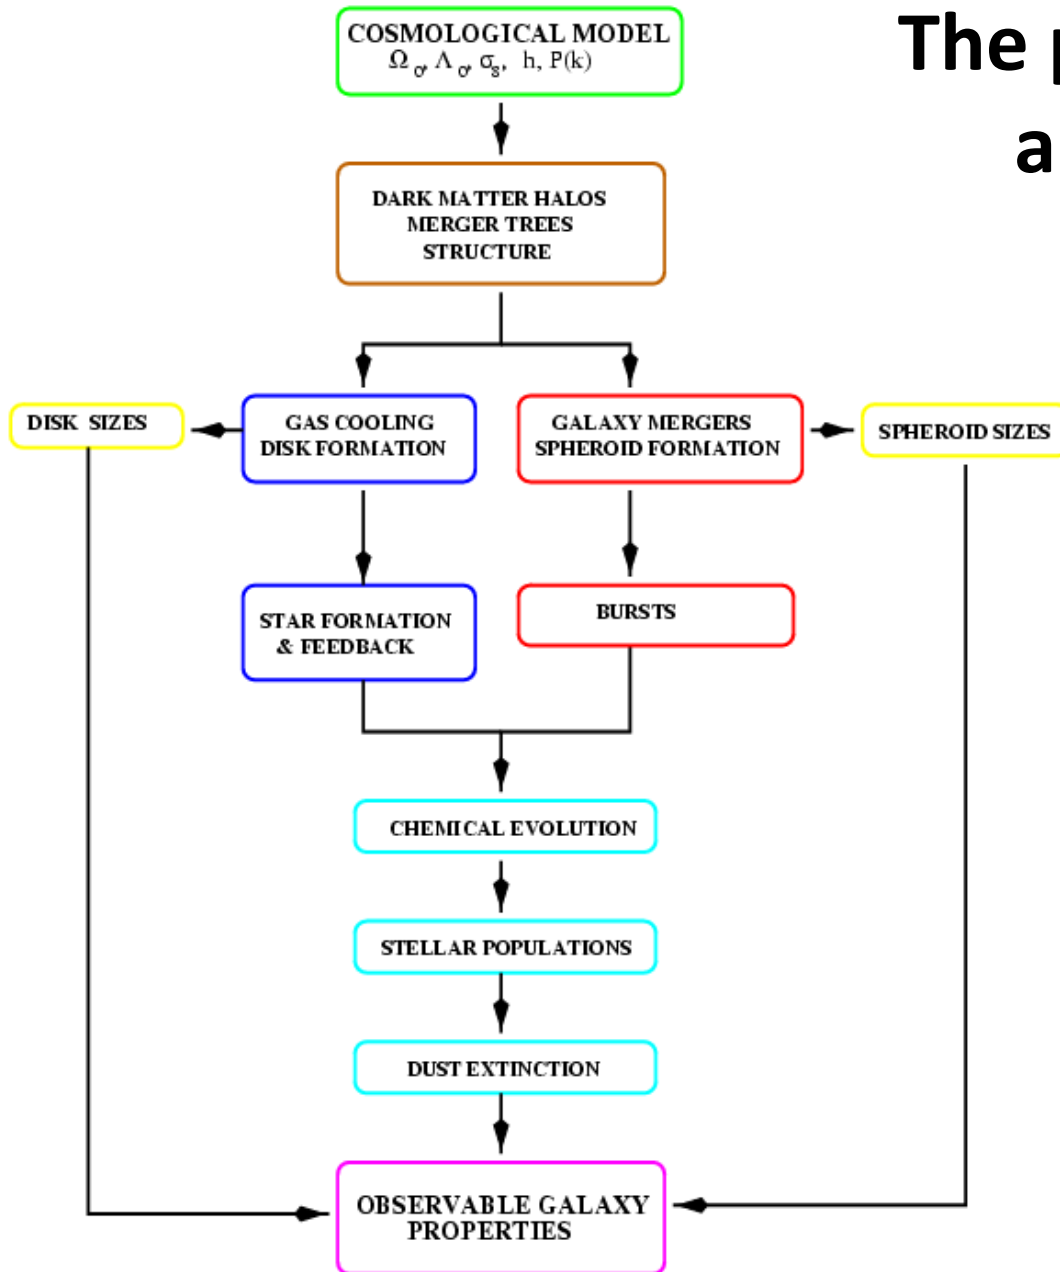 The p
a
COSMOLOGICAL MODEL
Ω₀, Λ₀, σ₈, h, P(k)
DARK MATTER HALOS
MERGER TREES
STRUCTURE
DISK SIZES
GAS COOLING
DISK FORMATION
GALAXY MERGERS
SPHEROID FORMATION
SPHEROID SIZES
STAR FORMATION
& FEEDBACK
BURSTS
CHEMICAL EVOLUTION
STELLAR POPULATIONS
DUST EXTINCTION
OBSERVABLE GALAXY
PROPERTIES